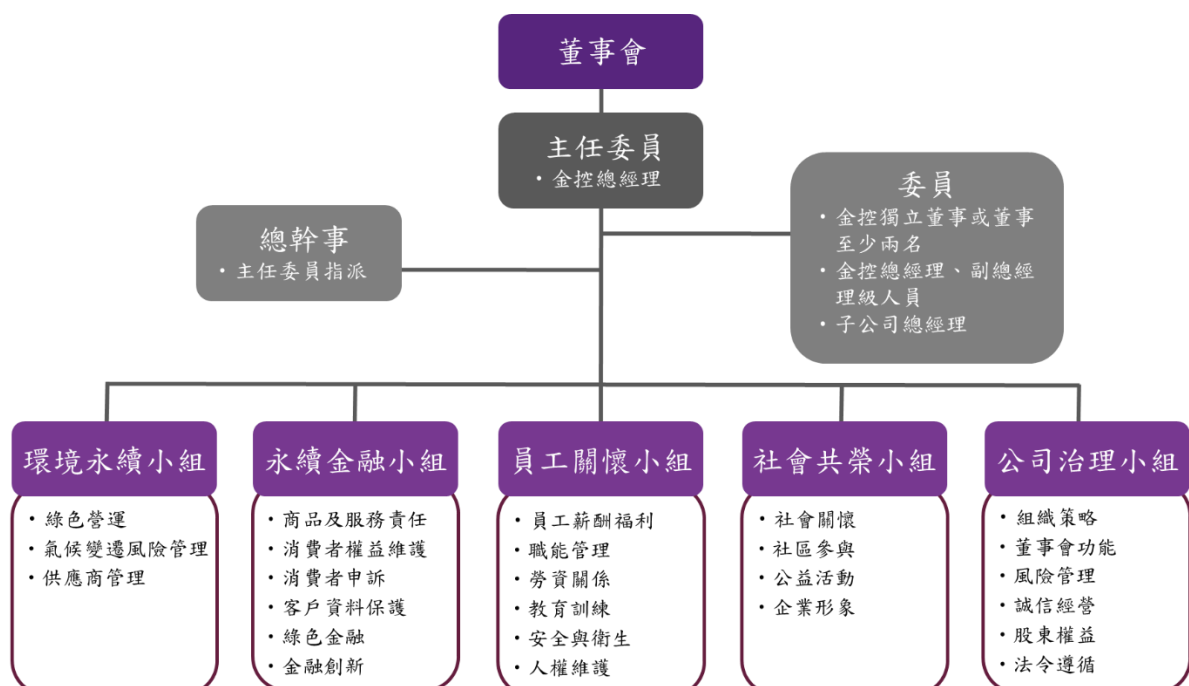 董事會
主任委員
・金控總經理
委員
・金控獨立董事或董事
至少兩名
・金控總經理、副總經
理級人員
・子公司總經理
總幹事
・主任委員指派
環境永續小組
・綠色營運
・氣候變遷風險管理
・供應商管理
永續金融小組
・商品及服務責任
・消費者權益維護
・消費者申訴
・客戶資料保護
・綠色金融
・金融創新
員工關懷小組
・員工薪酬福利
・職能管理
・勞資關係
・教育訓練
・安全與衛生
・人權維護
社會共榮小組
・社會關懷
・社區參與
・公益活動
・企業形象
公司治理小組
・組織策略
・董事會功能
・風險管理
・誠信經營
・股東權益
・法令遵循